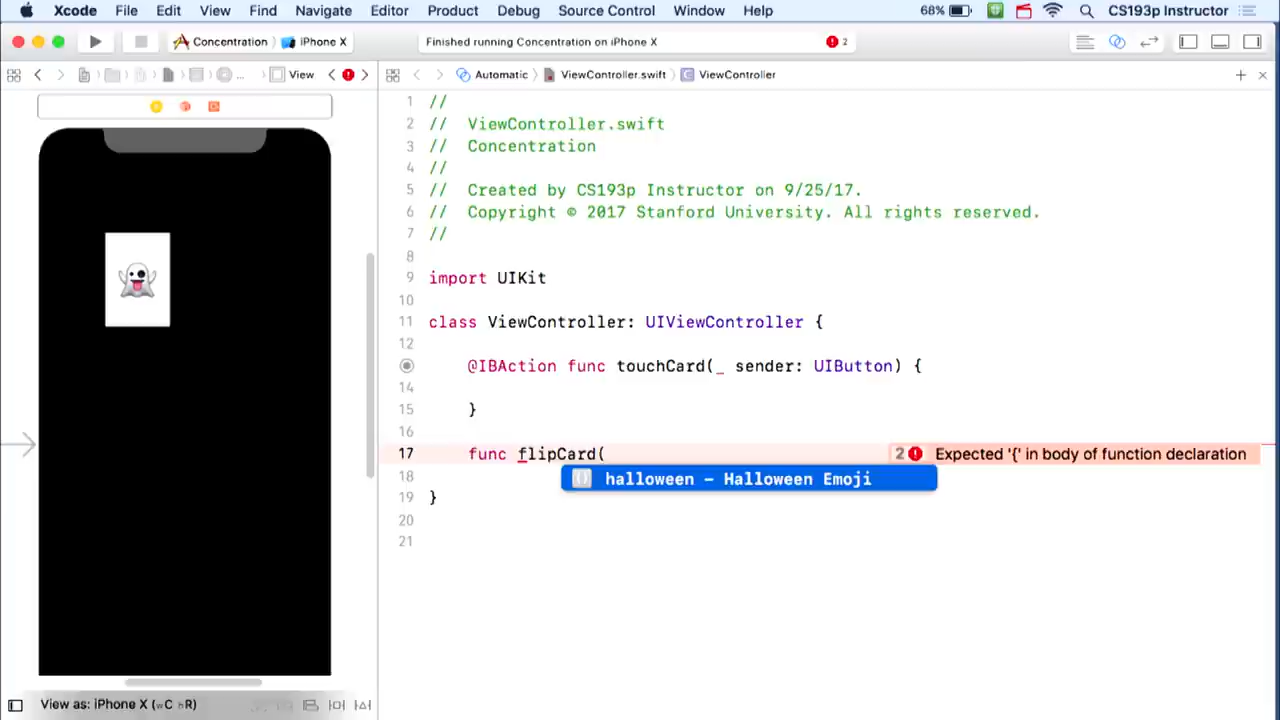 Xcode File Edit View Find Navigate Editor Product Debug Source Control Window Help 68% CS193p Instructor
Concentration iPhone X Finished running Concentration on iPhone X 2
View Automatic ViewController.swift ViewController
1 //
2 // ViewController.swift
3 // Concentration
4 //
5 // Created by CS193p Instructor on 9/25/17.
6 // Copyright © 2017 Stanford University. All rights reserved.
7 //
8
9 import UIKit
10
11 class ViewController: UIViewController {
12
@IBAction func touchCard(_ sender: UIButton) {
14
15 }
16
17 func flipCard( 2 Expected '{' in body of function declaration
18 halloween – Halloween Emoji
19 }
20
21
View as: iPhone X (wC hR)